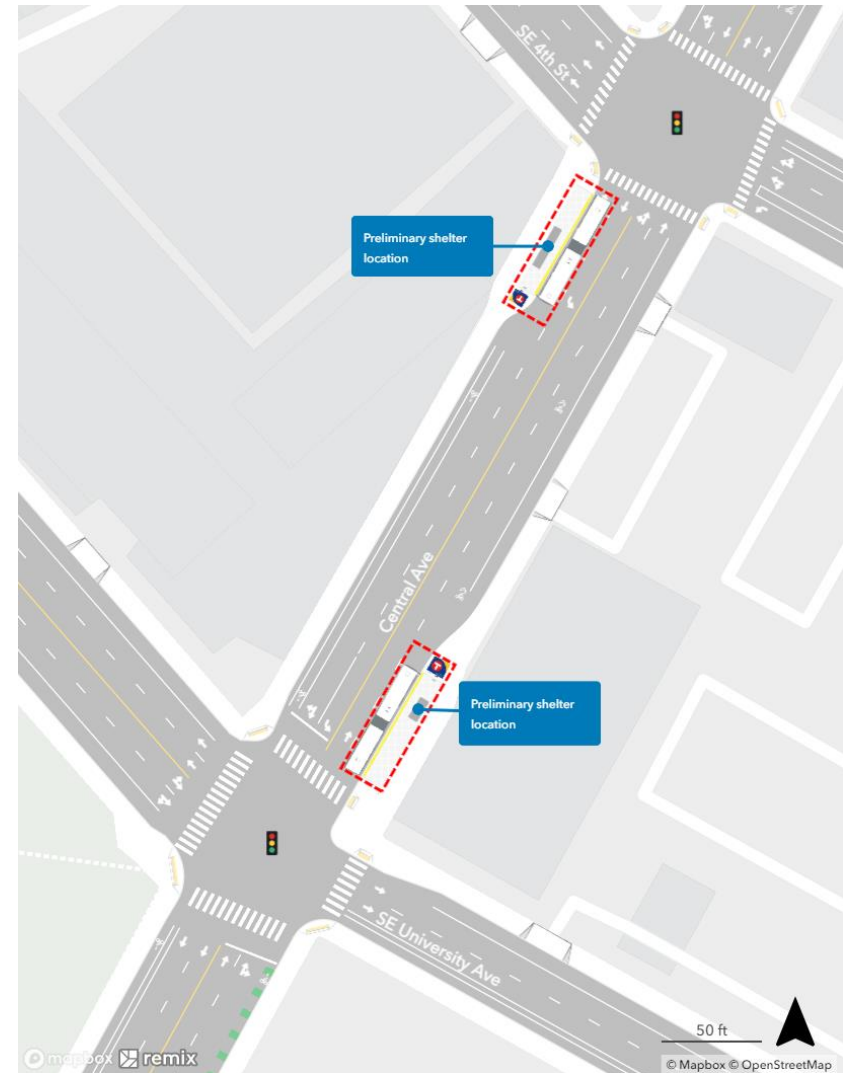 SE 4th St
Preliminary shelter
location
Central Ave
Preliminary shelter
location
SE University Ave
50 ft
mapbox remix
© Mapbox © OpenStreetMap